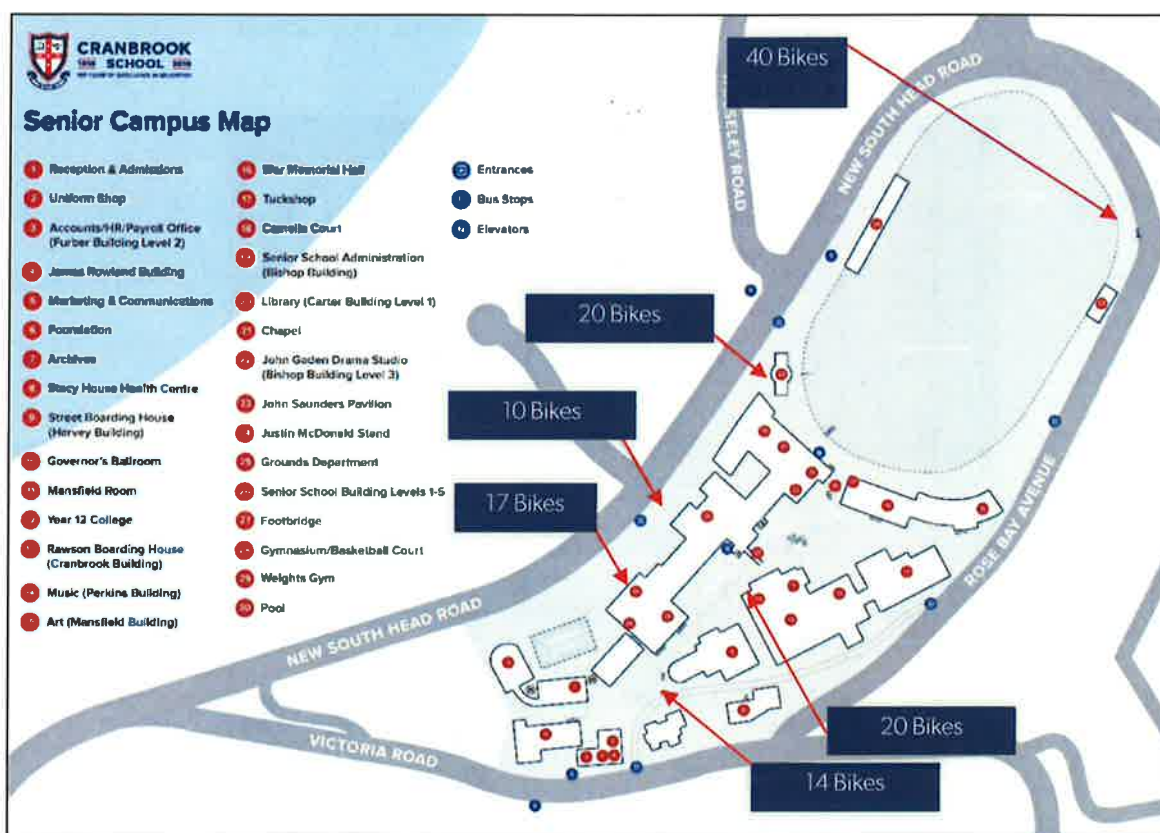 CRANBROOK
SCHOOL
1918
2018
Senior Campus Map
Reception & Admissions
Uniform Shop
Accounts/HR/Payroll Office
(Furber Building Level 2)
James Rowland Building
Marketing & Communications
Foundation
Archives
Stacy House Health Centre
Street Boarding House
(Harvey Building)
Governor's Ballroom
Mansfield Room
Year 12 College
Rawson Boarding House
(Cranbrook Building)
Music (Perkins Building)
Art (Mansfield Building)
War Memorial Hall
Tuckshop
Camelia Court
Senior School Administration
(Bishop Building)
Library (Carter Building Level 1)
Chapel
John Gaden Drama Studio
(Bishop Building Level 3)
John Saunders Pavilion
Justin McDonald Stand
Grounds Department
Senior School Building Levels 1-5
Footbridge
Gymnasium/Basketball Court
Weights Gym
30 Pool
Entrances
Bus Stops
Elevators
40 Bikes
20 Bikes
10 Bikes
17 Bikes
20 Bikes
14 Bikes
SELEY ROAD
NEW SOUTH HEAD ROAD
ROSE BAY AVENUE
NEW SOUTH HEAD ROAD
VICTORIA ROAD